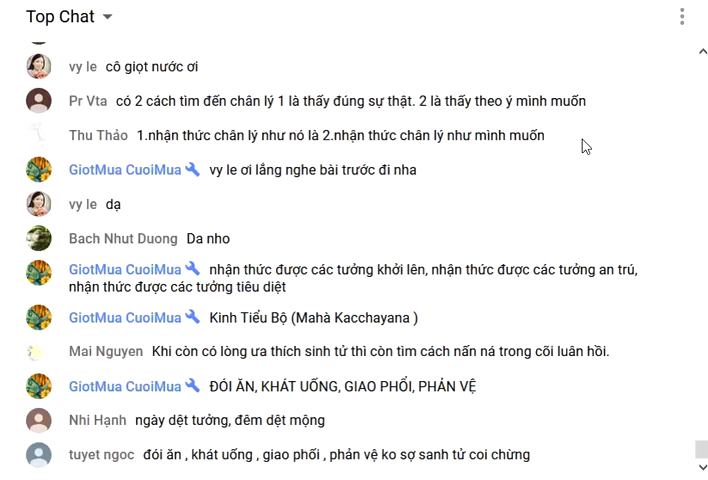 Top Chat
vy le cô giọt nước ơi
Pr Vta có 2 cách tìm đến chân lý 1 là thấy đúng sự thật. 2 là thấy theo ý mình muốn
Thu Thảo 1.nhận thức chân lý như nó là 2.nhận thức chân lý như mình muốn
GiotMua CuoiMua vy le ơi lắng nghe bài trước đi nha
vy le dạ
Bach Nhut Duong Da nho
GiotMua CuoiMua nhận thức được các tưởng khởi lên, nhận thức được các tưởng an trú,
nhận thức được các tưởng tiêu diệt
GiotMua CuoiMua Kinh Tiểu Bộ (Mahà Kacchayana )
Mai Nguyen Khi còn có lòng ưa thích sinh tử thì còn tìm cách nấn ná trong cõi luân hồi.
GiotMua CuoiMua ĐÓI ĂN, KHÁT UỐNG, GIAO PHỐI, PHẢN VỆ
Nhi Hạnh ngày dệt tưởng, đêm dệt mộng
tuyet ngoc đói ăn , khát uống , giao phối , phản vệ ko sợ sanh tử coi chừng